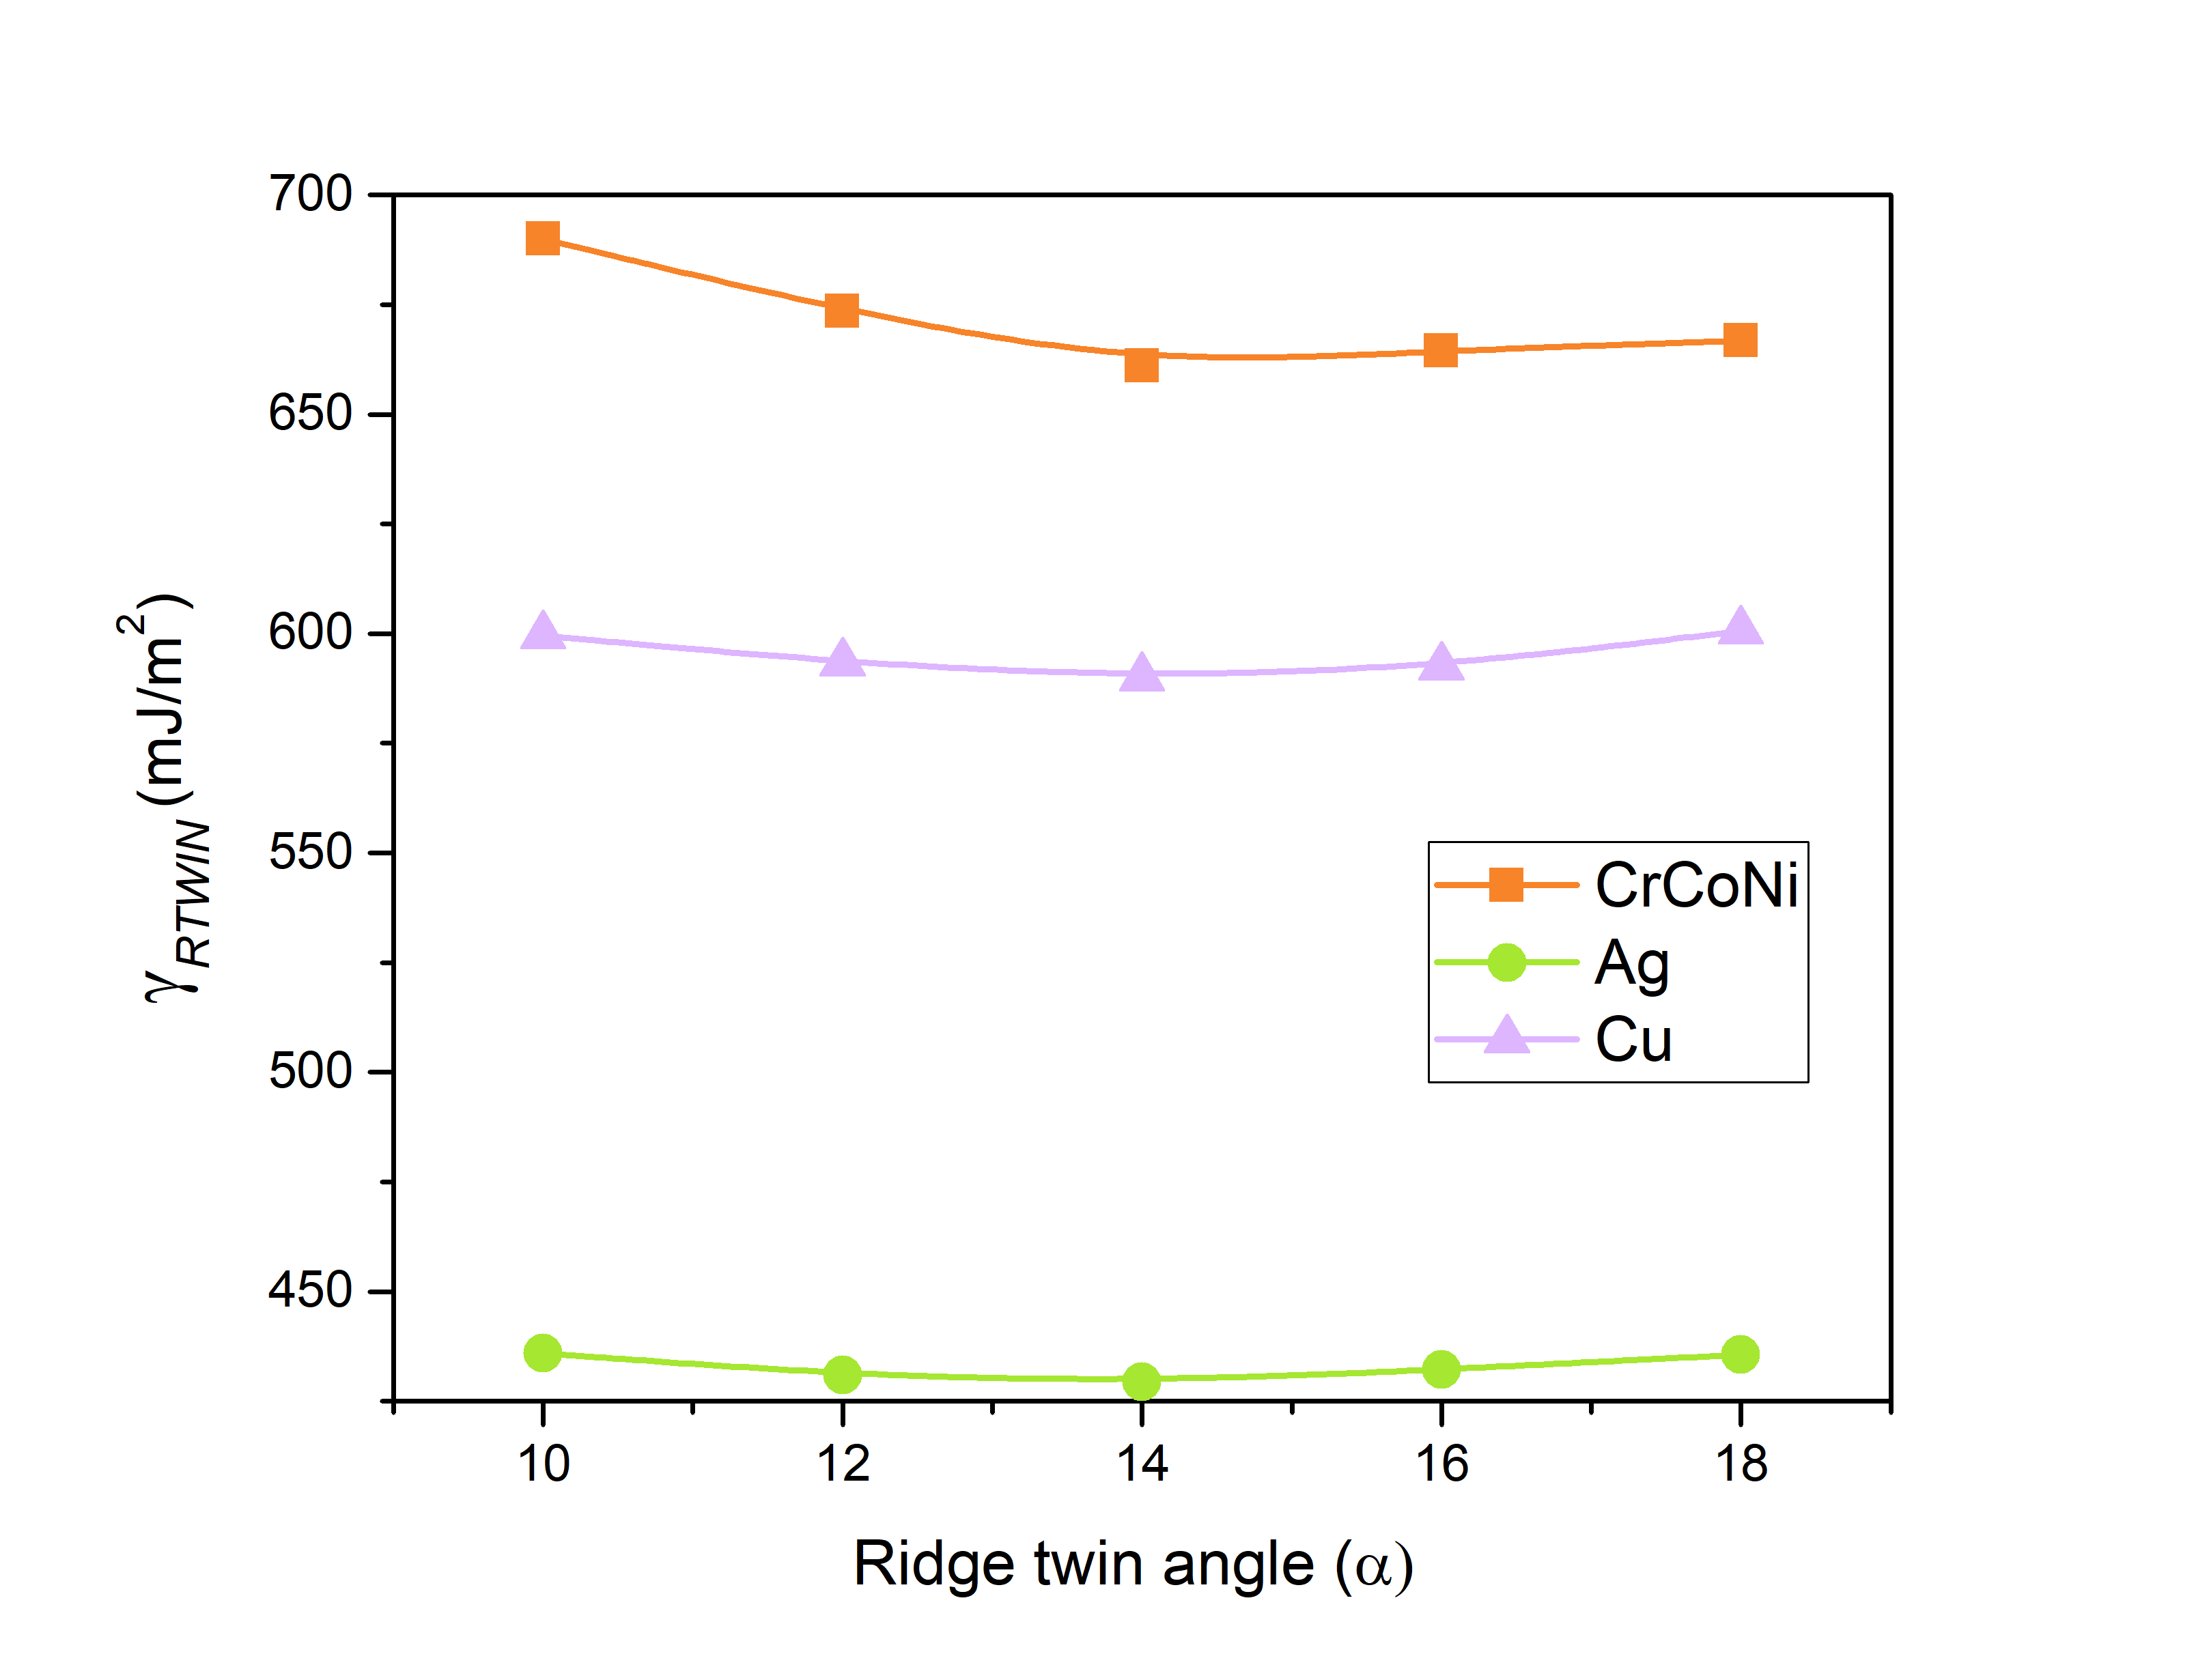 700
650
600
550
500
450
γRTWIN (mJ/m²)
CrCoNi
Ag
Cu
10 12 14 16 18
Ridge twin angle (α)